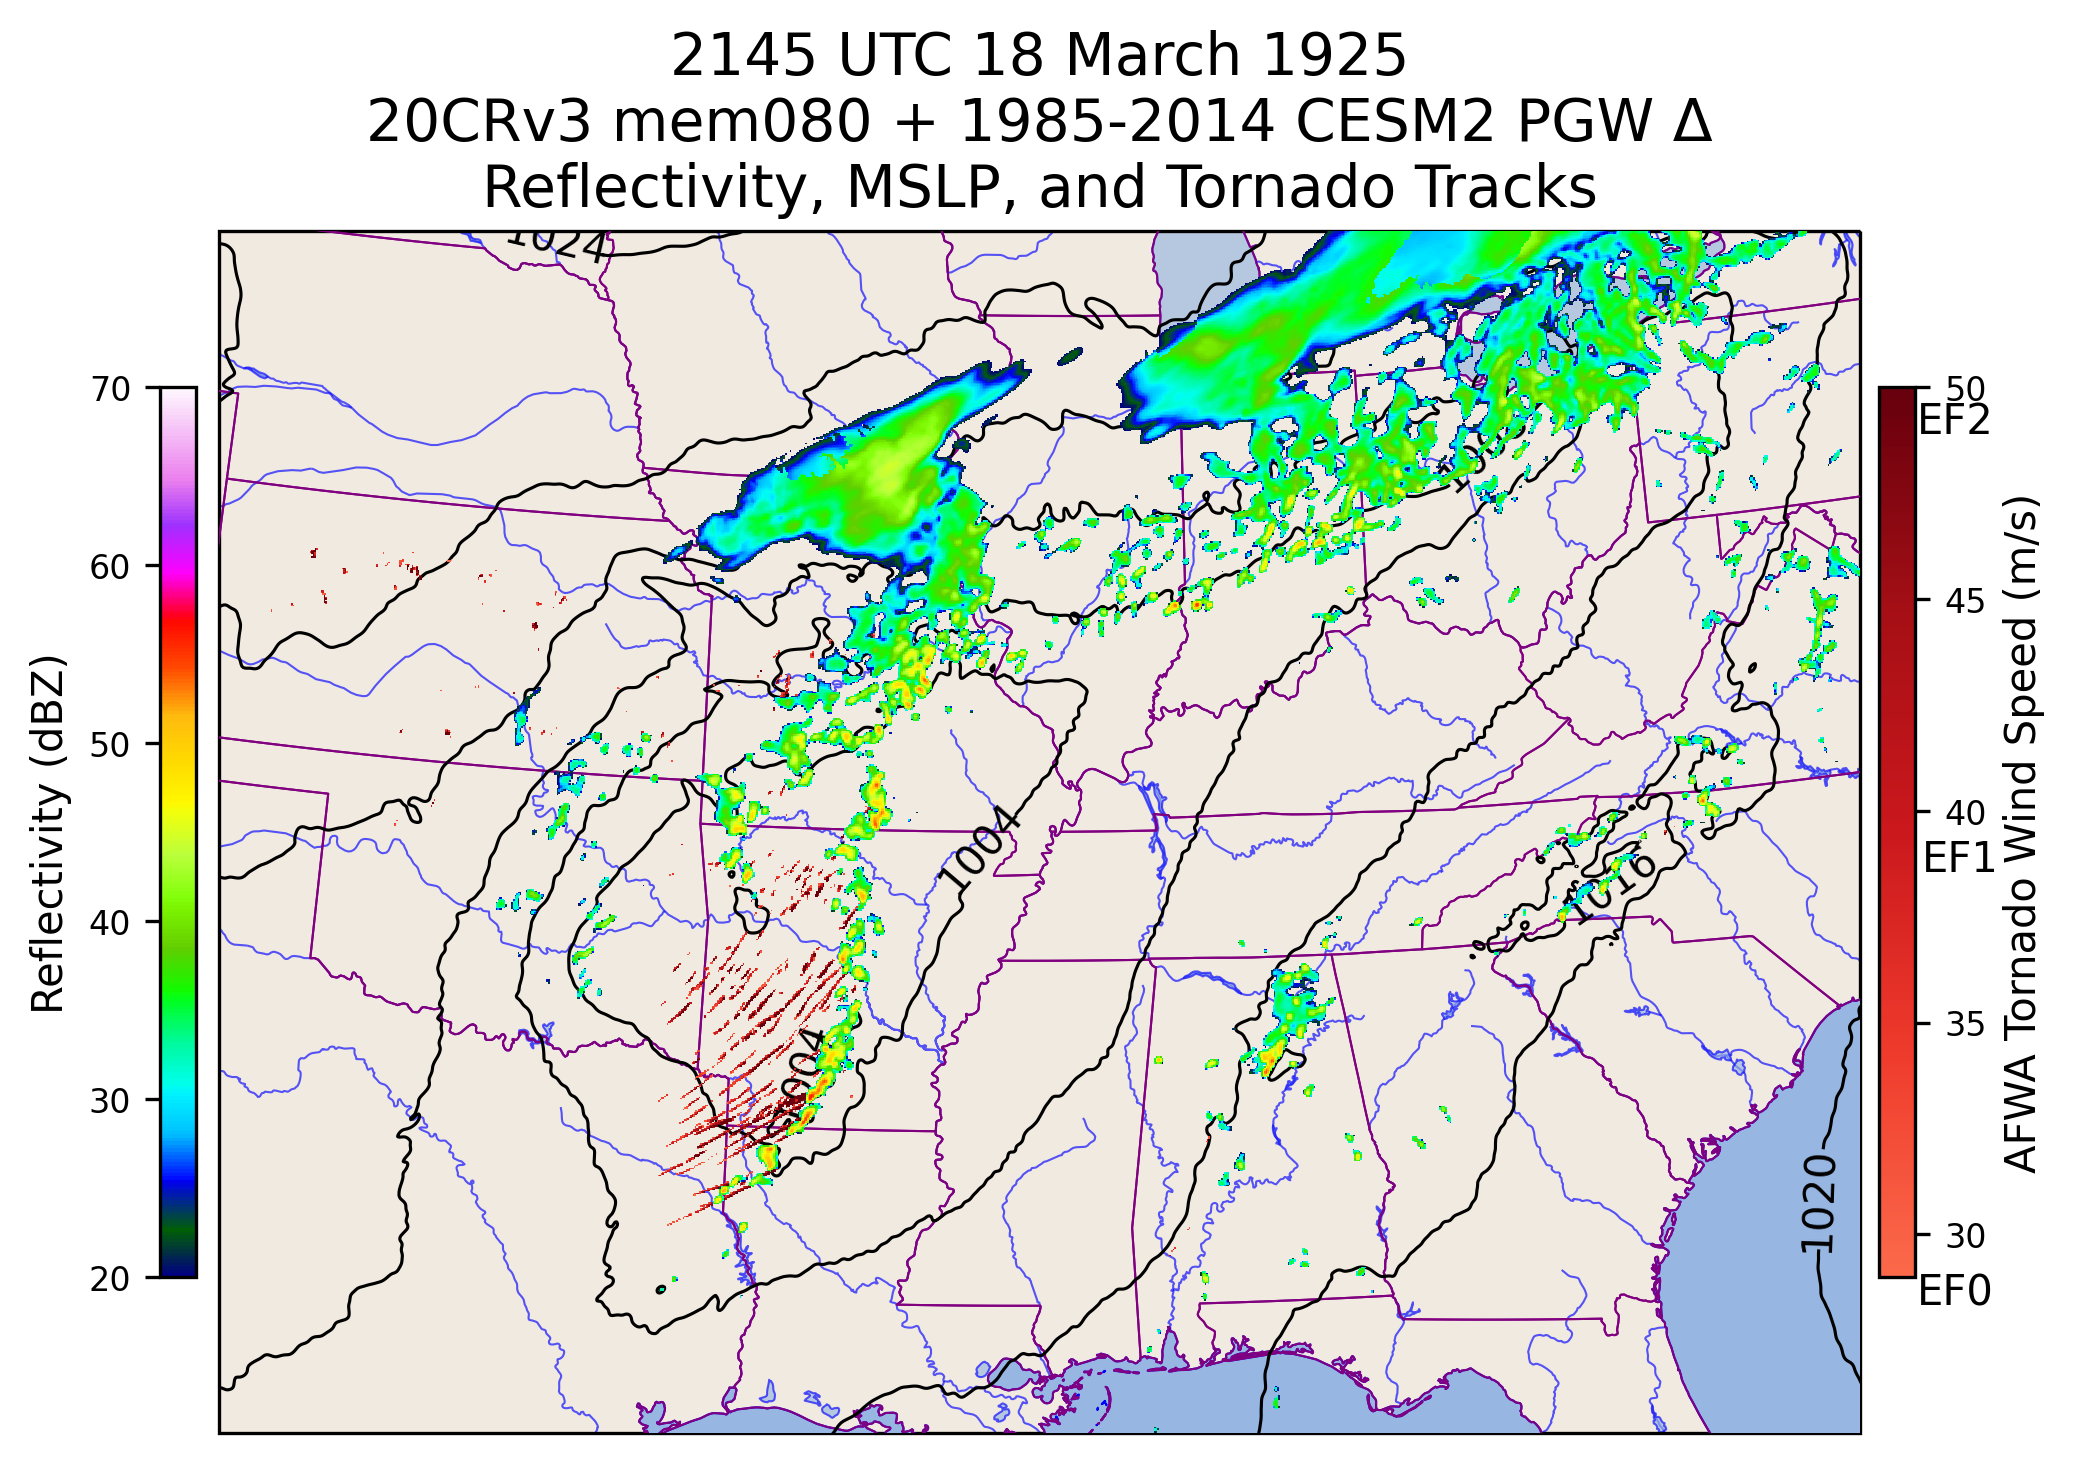 2145 UTC 18 March 1925
20CRv3 mem080 + 1985-2014 CESM2 PGW Δ
Reflectivity, MSLP, and Tornado Tracks
1024
70
60
50
40
30
20
Reflectivity (dBZ)
1004
1004
1016
1020
50
EF2
45
40
EF1
35
30
EF0
AFWA Tornado Wind Speed (m/s)